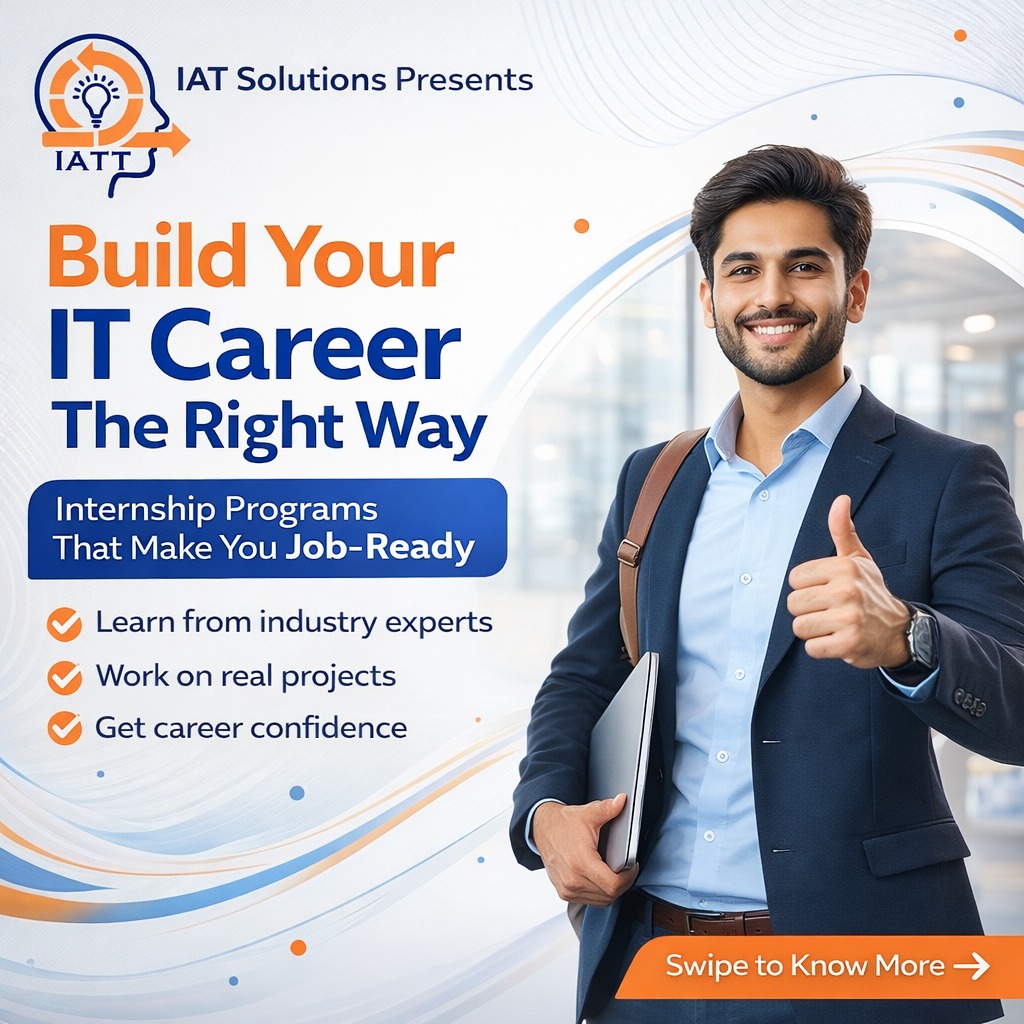 IATT
IAT Solutions Presents
Build Your
IT Career
The Right Way
Internship Programs
That Make You Job-Ready
Learn from industry experts
Work on real projects
Get career confidence
Swipe to Know More